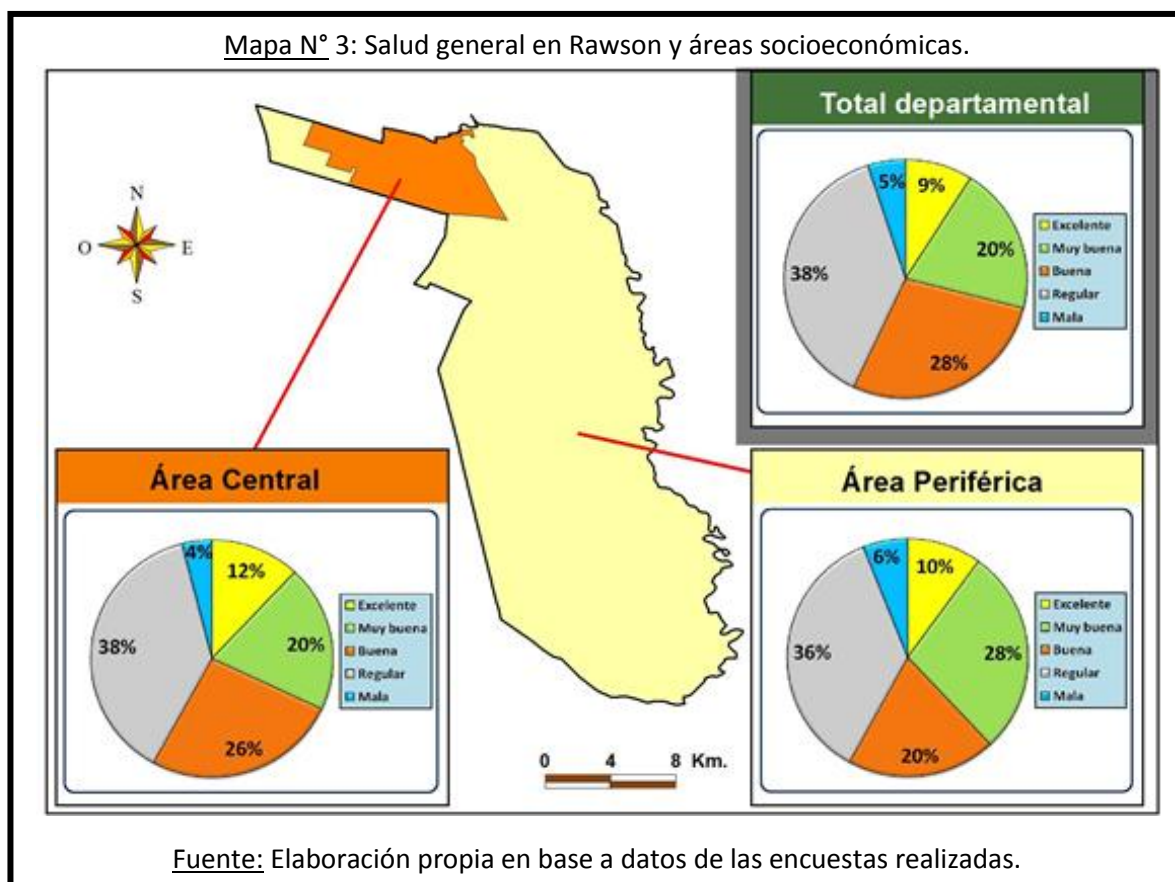 Mapa N° 3: Salud general en Rawson y áreas socioeconómicas.
Total departamental
5%
9%
20%
28%
38%
Excelente
Muy buena
Buena
Regular
Mala
N
O
E
S
Área Central
4%
12%
20%
26%
38%
Excelente
Muy buena
Buena
Regular
Mala
Área Periférica
6%
10%
28%
20%
36%
Excelente
Muy buena
Buena
Regular
Mala
0 4 8 Km.
Fuente: Elaboración propia en base a datos de las encuestas realizadas.